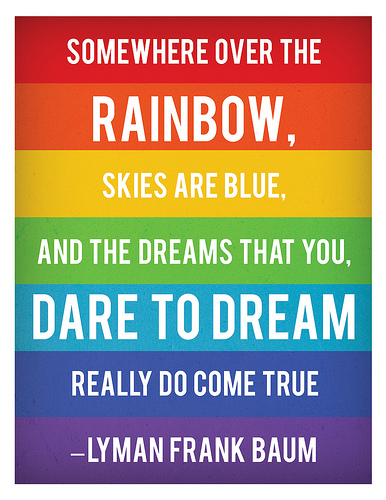 SOMEWHERE OVER THE
RAINBOW,
SKIES ARE BLUE,
AND THE DREAMS THAT YOU,
DARE TO DREAM
REALLY DO COME TRUE
–LYMAN FRANK BAUM